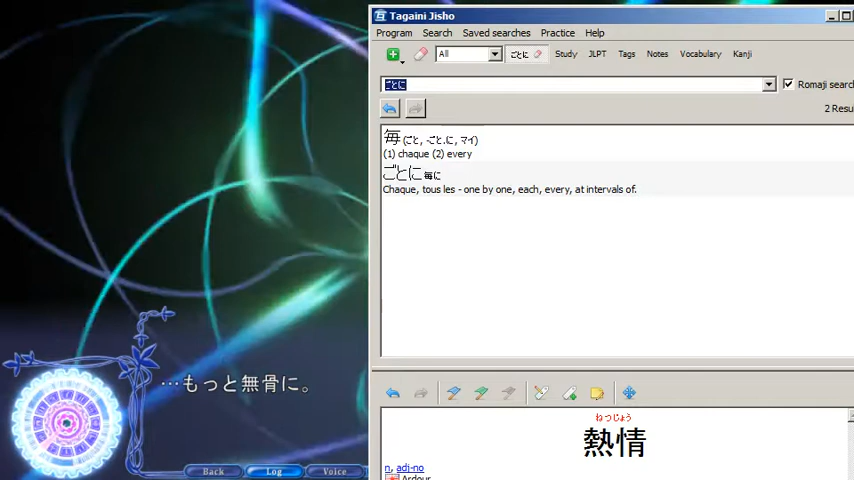 Tagaini Jisho
Program Search Saved searches Practice Help
All ごとに Study JLPT Tags Notes Vocabulary Kanji
ごとに Romaji searc
2 Resu
毎 (ごと, -ごと.に, マイ)
(1) chaque (2) every
ごとに 毎に
Chaque, tous les - one by one, each, every, at intervals of.
…もっと無骨に。
ねつじょう
熱情
n, adj-no
Ardour
Back Log Voice